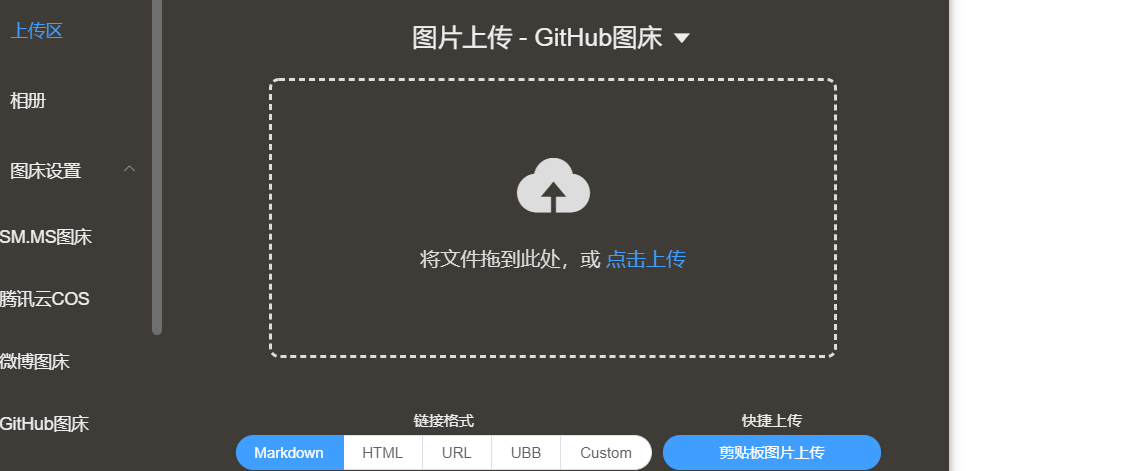 上传区
相册
图床设置
SM.MS图床
腾讯云COS
微博图床
GitHub图床
图片上传 - GitHub图床
将文件拖到此处，或 点击上传
链接格式
Markdown HTML URL UBB Custom
快捷上传
剪贴板图片上传